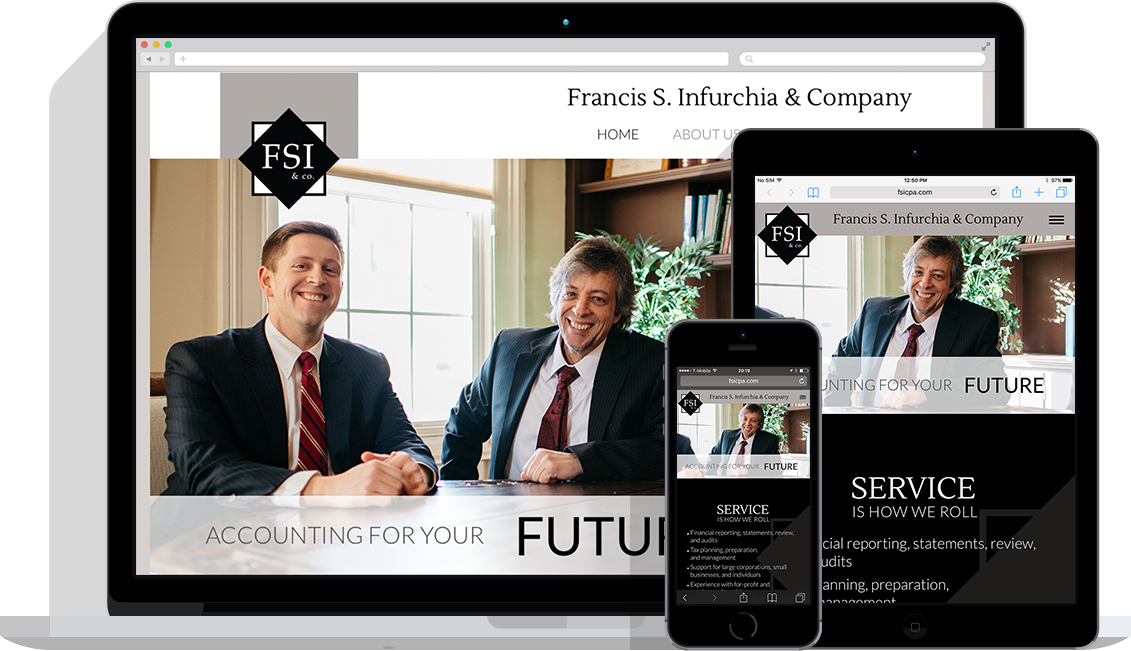 Francis S. Infurchia & Company
HOME ABOUT US
FSI
& co.
ACCOUNTING FOR YOUR FUTU
No SIM 12:50 PM 97%
fsicpa.com
FSI
& co.
Francis S. Infurchia & Company
UNTING FOR YOUR FUTURE
SERVICE
IS HOW WE ROLL
cial reporting, statements, review,
udits
anning, preparation,
management
T-Mobile 20:19
fsicpa.com
FSI
Francis S. Infurchia & Company
ACCOUNTING FOR YOUR FUTURE
SERVICE
IS HOW WE ROLL
• Financial reporting, statements, review,
and audits
• Tax planning, preparation,
and management
• Support for large corporations, small
businesses, and individuals
• Experience with for-profit and